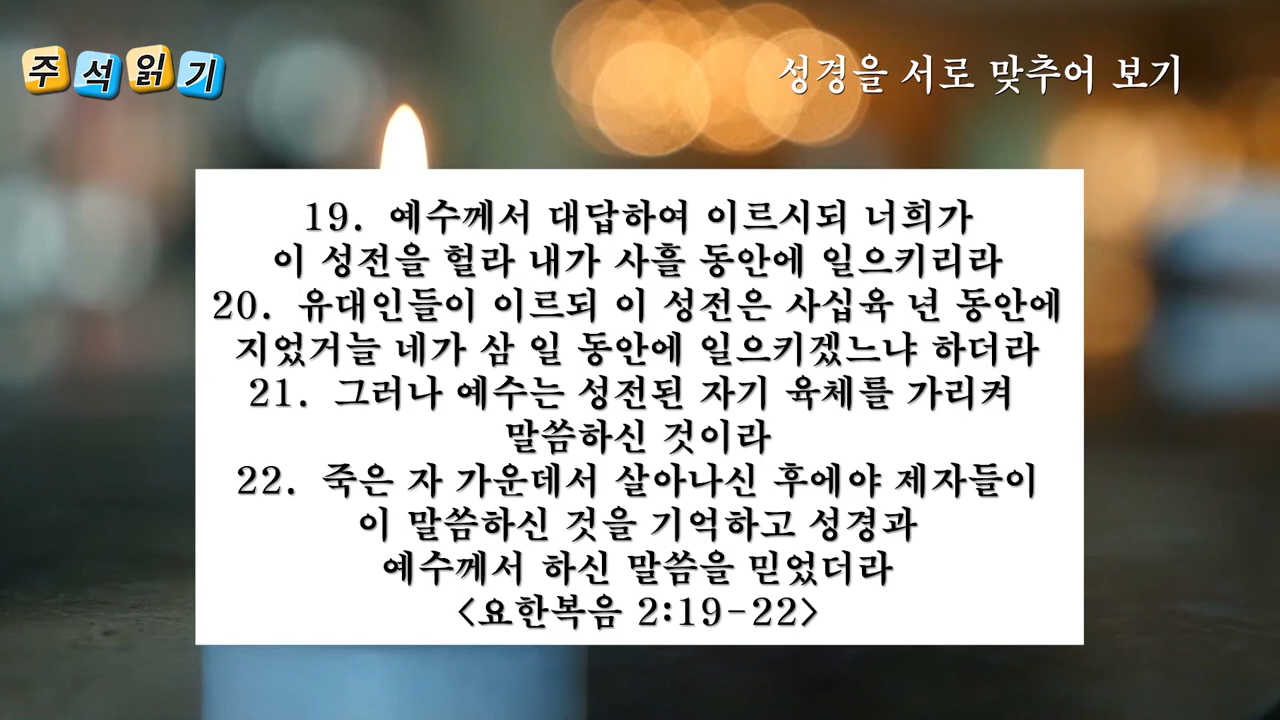 주석읽기
성경을 서로 맞추어 보기
19. 예수께서 대답하여 이르시되 너희가
이 성전을 헐라 내가 사흘 동안에 일으키리라
20. 유대인들이 이르되 이 성전은 사십육 년 동안에
지었거늘 네가 삼 일 동안에 일으키겠느냐 하더라
21. 그러나 예수는 성전된 자기 육체를 가리켜
말씀하신 것이라
22. 죽은 자 가운데서 살아나신 후에야 제자들이
이 말씀하신 것을 기억하고 성경과
예수께서 하신 말씀을 믿었더라
<요한복음 2:19-22>